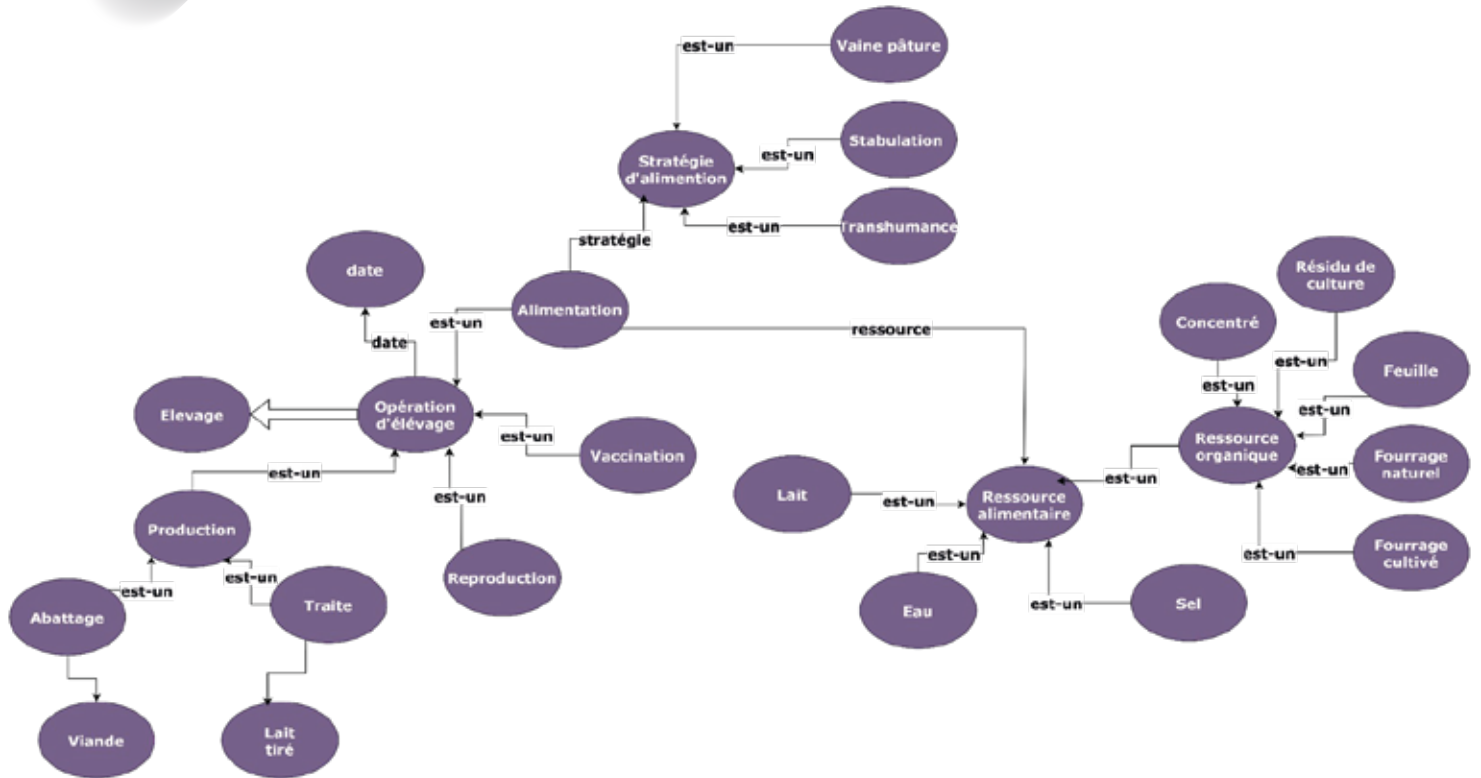 Vaine pâture
est-un
Stabulation
est-un
Stratégie
d'alimention
Transhumance
est-un
stratégie
date
Alimentation
est-un
date
ressource
Résidu de
culture
Concentré
est-un
est-un
Feuille
est-un
Elevage
Opération
d'élévage
est-un
Vaccination
Ressource
organique
Fourrage
naturel
est-un
est-un
est-un
est-un
Lait
est-un
Ressource
alimentaire
Production
est-un
est-un
Fourrage
cultivé
est-un
Reproduction
est-un
est-un
Abattage
Traite
Eau
est-un
Sel
Viande
Lait
tiré